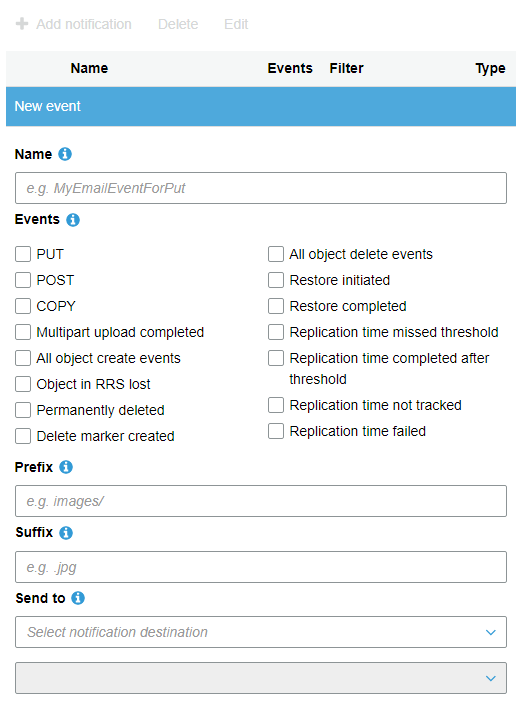 Add notification Delete Edit
Name Events Filter Type
New event
Name
e.g. MyEmailEventForPut
Events
PUT
POST
COPY
Multipart upload completed
All object create events
Object in RRS lost
Permanently deleted
Delete marker created
All object delete events
Restore initiated
Restore completed
Replication time missed threshold
Replication time completed after
threshold
Replication time not tracked
Replication time failed
Prefix
e.g. images/
Suffix
e.g. .jpg
Send to
Select notification destination